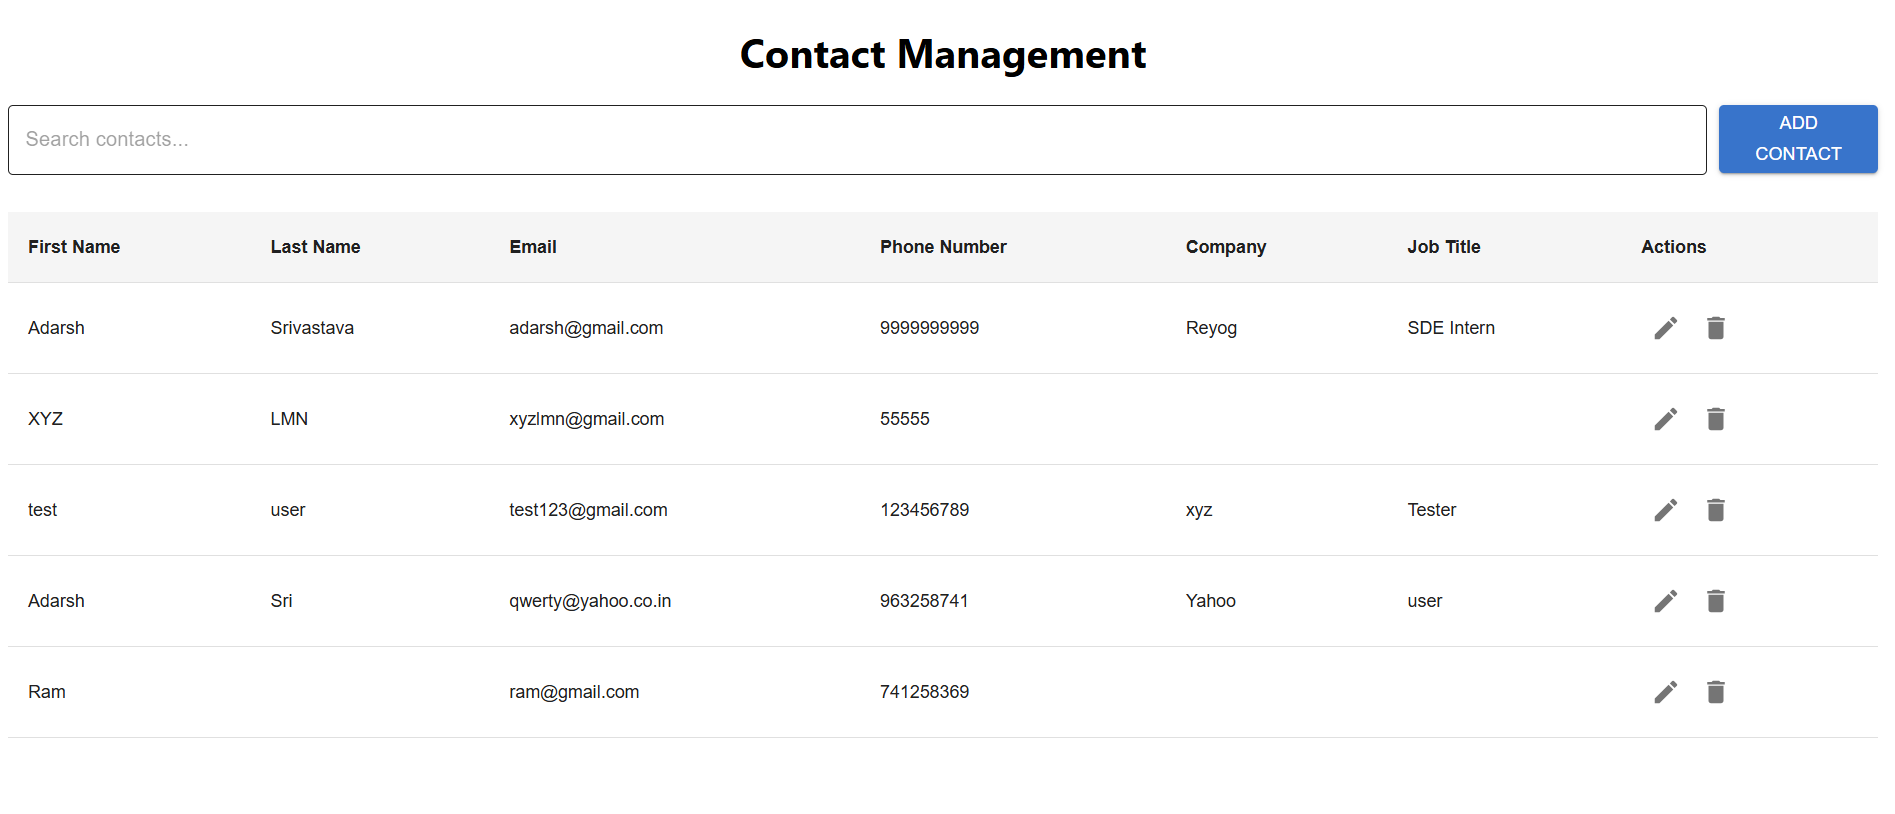 Contact Management
Search contacts...
ADD
CONTACT
First Name Last Name Email Phone Number Company Job Title Actions
Adarsh Srivastava adarsh@gmail.com 9999999999 Reyog SDE Intern
XYZ LMN xyzlmn@gmail.com 55555
test user test123@gmail.com 123456789 xyz Tester
Adarsh Sri qwerty@yahoo.co.in 963258741 Yahoo user
Ram ram@gmail.com 741258369